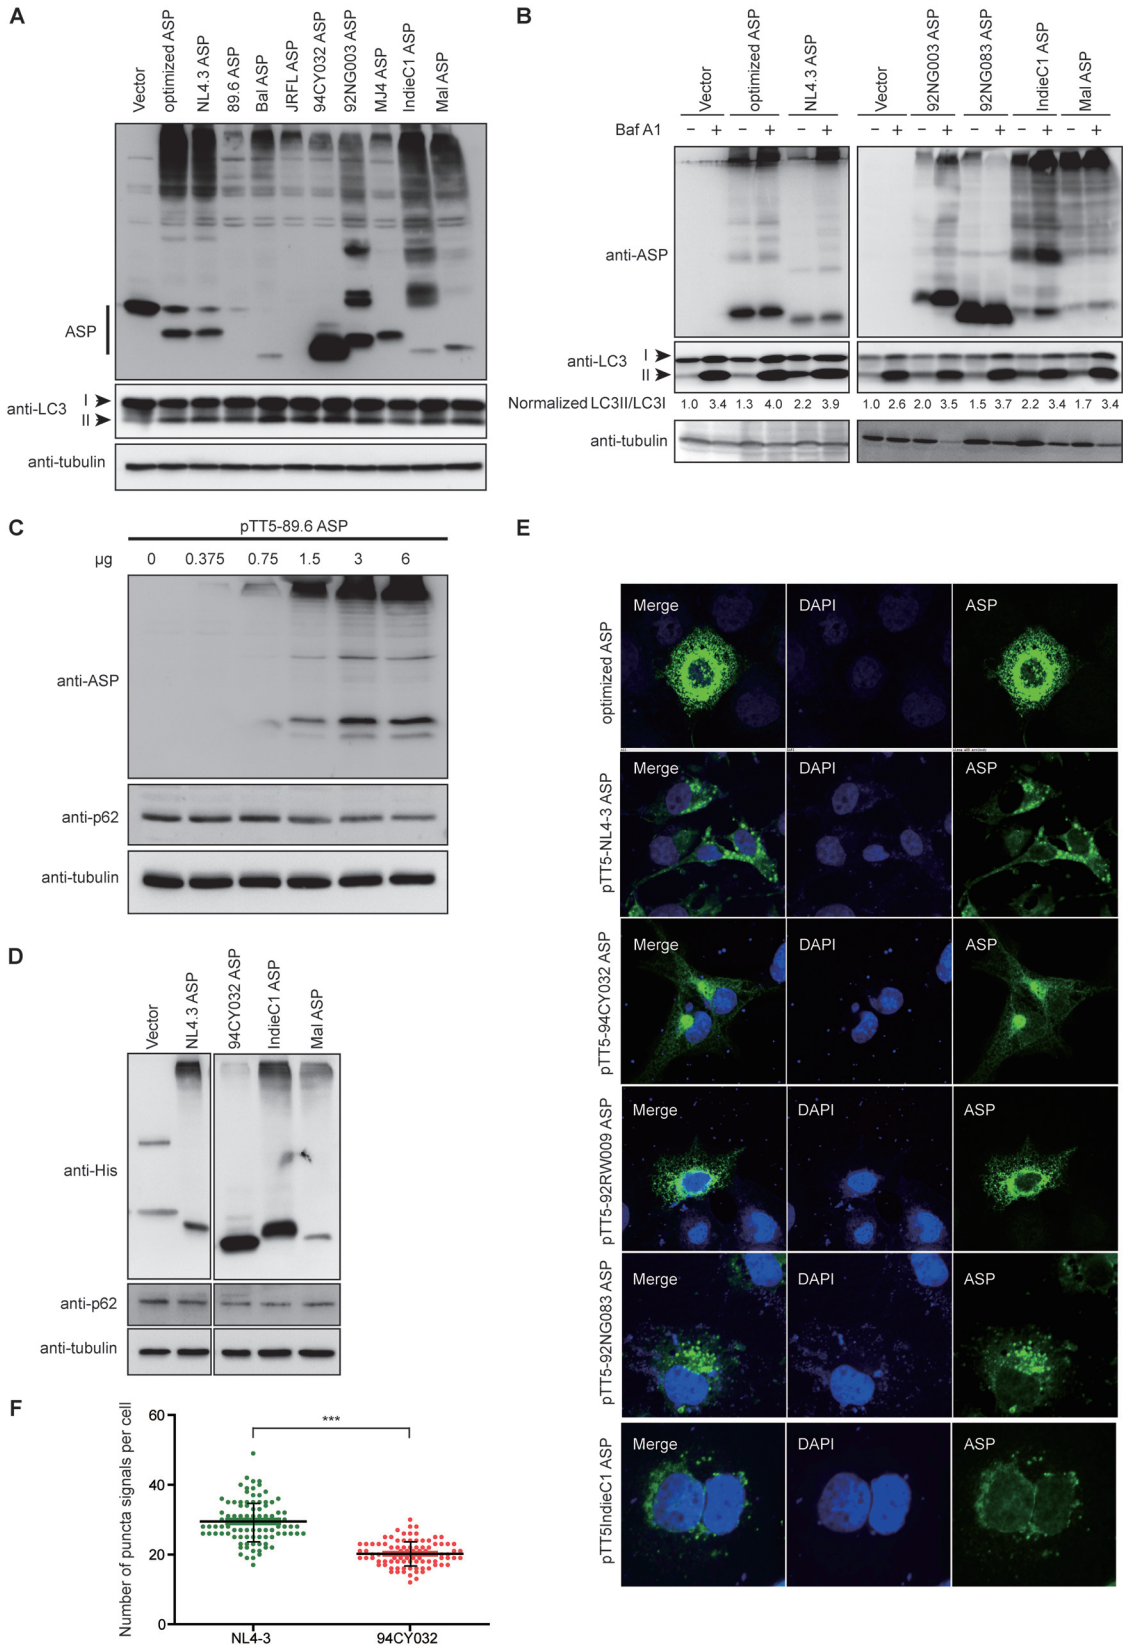 A
Vector
optimized ASP
NL4.3 ASP
89.6 ASP
Bal ASP
JRFL ASP
94CY032 ASP
92NG003 ASP
MJ4 ASP
IndieC1 ASP
Mal ASP
ASP
anti-LC3
I
II
anti-tubulin
B
Vector
optimized ASP
NL4.3 ASP
Vector
92NG003 ASP
92NG083 ASP
IndieC1 ASP
Mal ASP
Baf A1 - + - + - + - + - + - + - + - +
anti-ASP
anti-LC3
I
II
Normalized LC3II/LC3I 1.0 3.4 1.3 4.0 2.2 3.9 1.0 2.6 2.0 3.5 1.5 3.7 2.2 3.4 1.7 3.4
anti-tubulin
C
pTT5-89.6 ASP
µg 0 0.375 0.75 1.5 3 6
anti-ASP
anti-p62
anti-tubulin
D
Vector
NL4.3 ASP
94CY032 ASP
IndieC1 ASP
Mal ASP
anti-His
anti-p62
anti-tubulin
E
optimized ASP
Merge DAPI ASP
pTT5-NL4-3 ASP
Merge DAPI ASP
pTT5-94CY032 ASP
Merge DAPI ASP
pTT5-92RW009 ASP
Merge DAPI ASP
pTT5-92NG083 ASP
Merge DAPI ASP
pTT5IndieC1 ASP
Merge DAPI ASP
F
Number of puncta signals per cell
60
40
20
0
***
NL4-3 94CY032